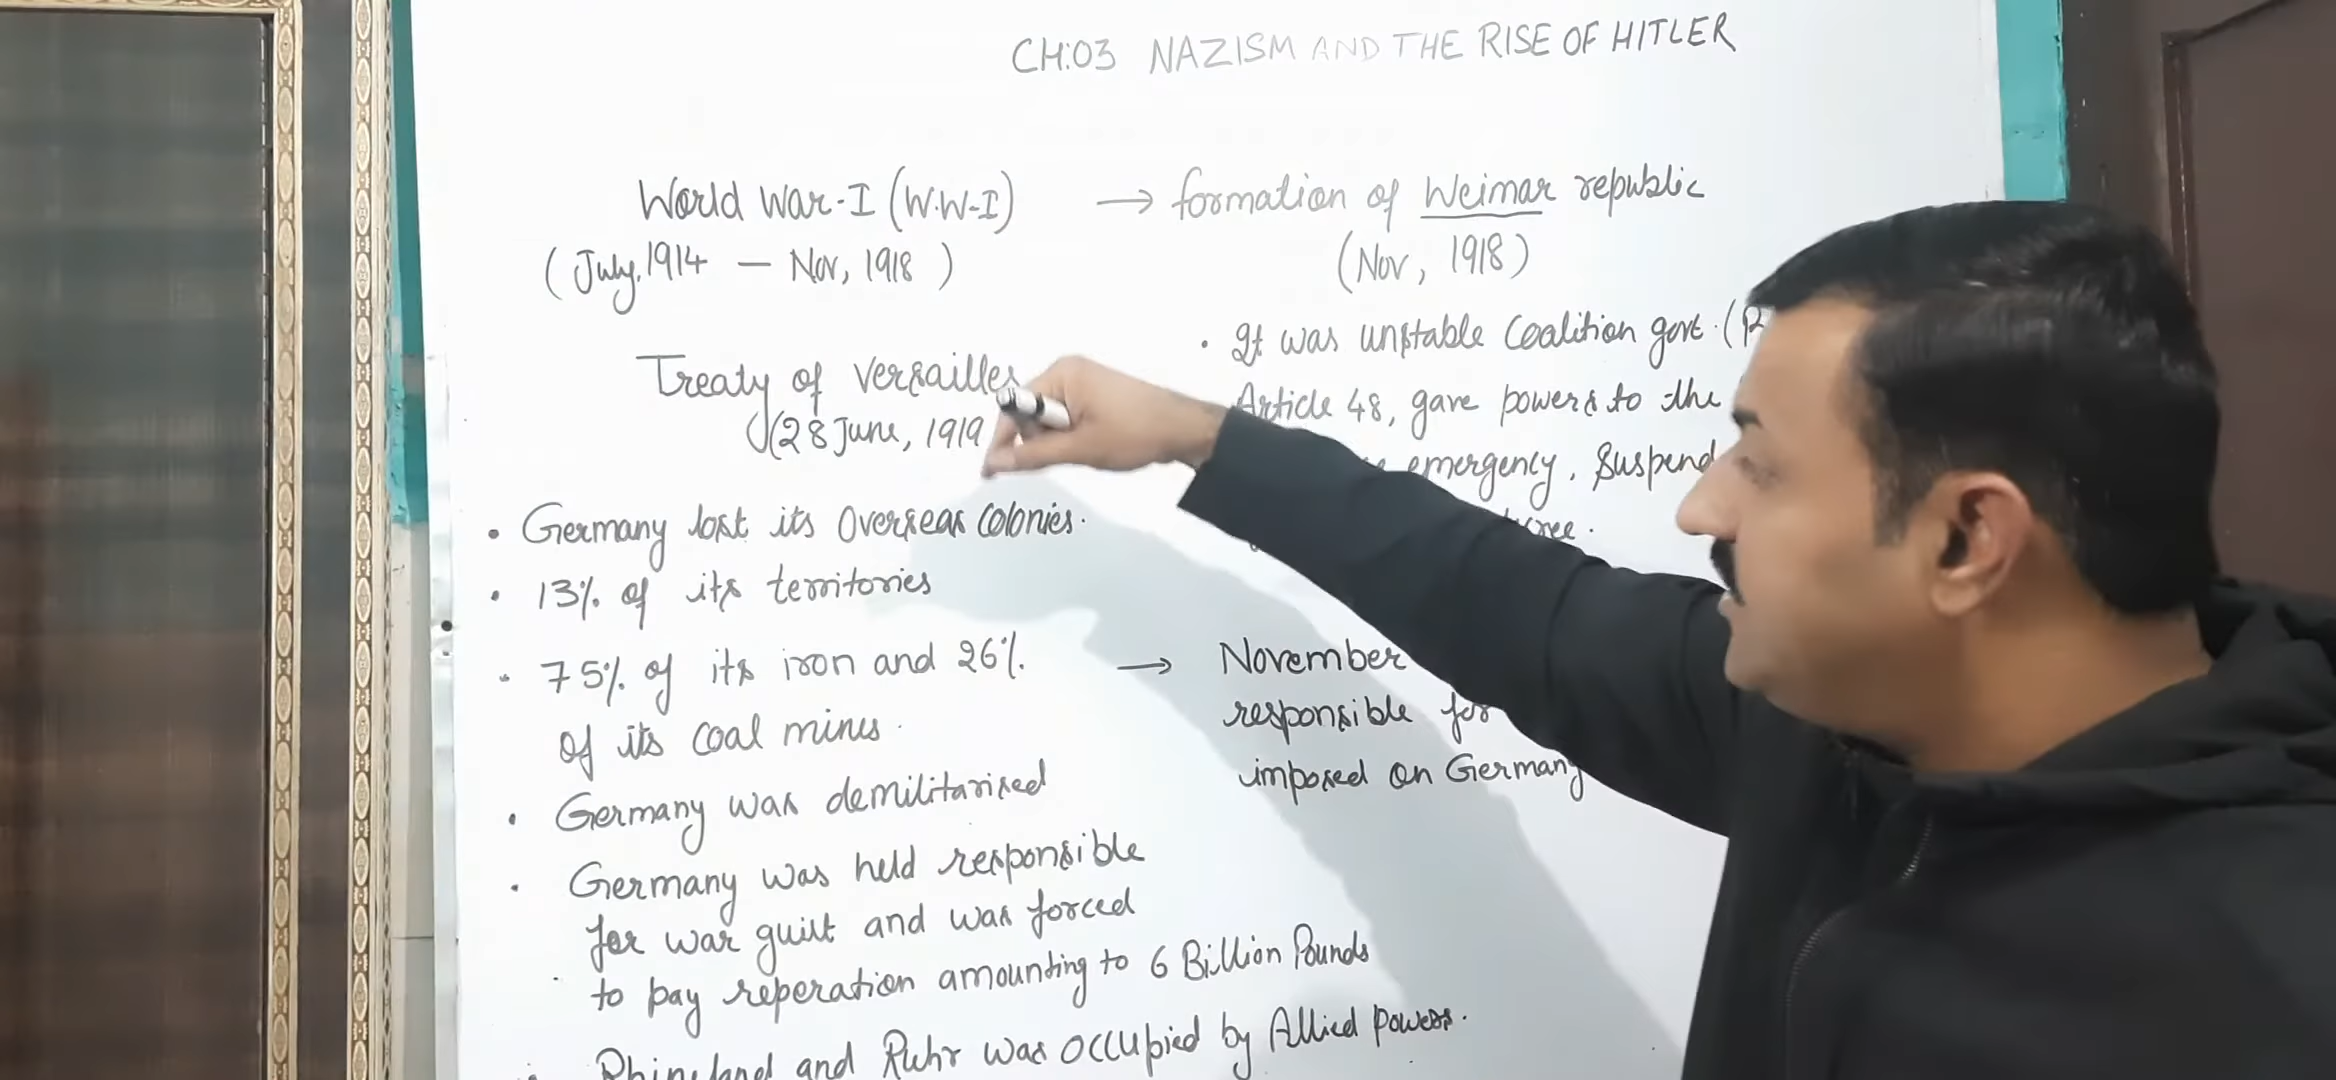 CH:03 NAZISM AND THE RISE OF HITLER
World War-I (W.W-I)
(July, 1914 — Nov, 1918)
Treaty of Versailles
(28 June, 1919
• Germany lost its Overseas Colonies.
• 13% of its territories
• 75% of its iron and 26%
of its coal mines.
• Germany was demilitarised
• Germany was held responsible
for war guilt and was forced
to pay reperation amounting to 6 Billion Pounds
Rhineland and Ruhr was occupied by Allied Powers.
→ formation of Weimar republic
(Nov, 1918)
• It was unstable Coalition govt. (
Article 48, gave powers to the
emergency, Suspend
→ November
responsible for
imposed on Germany